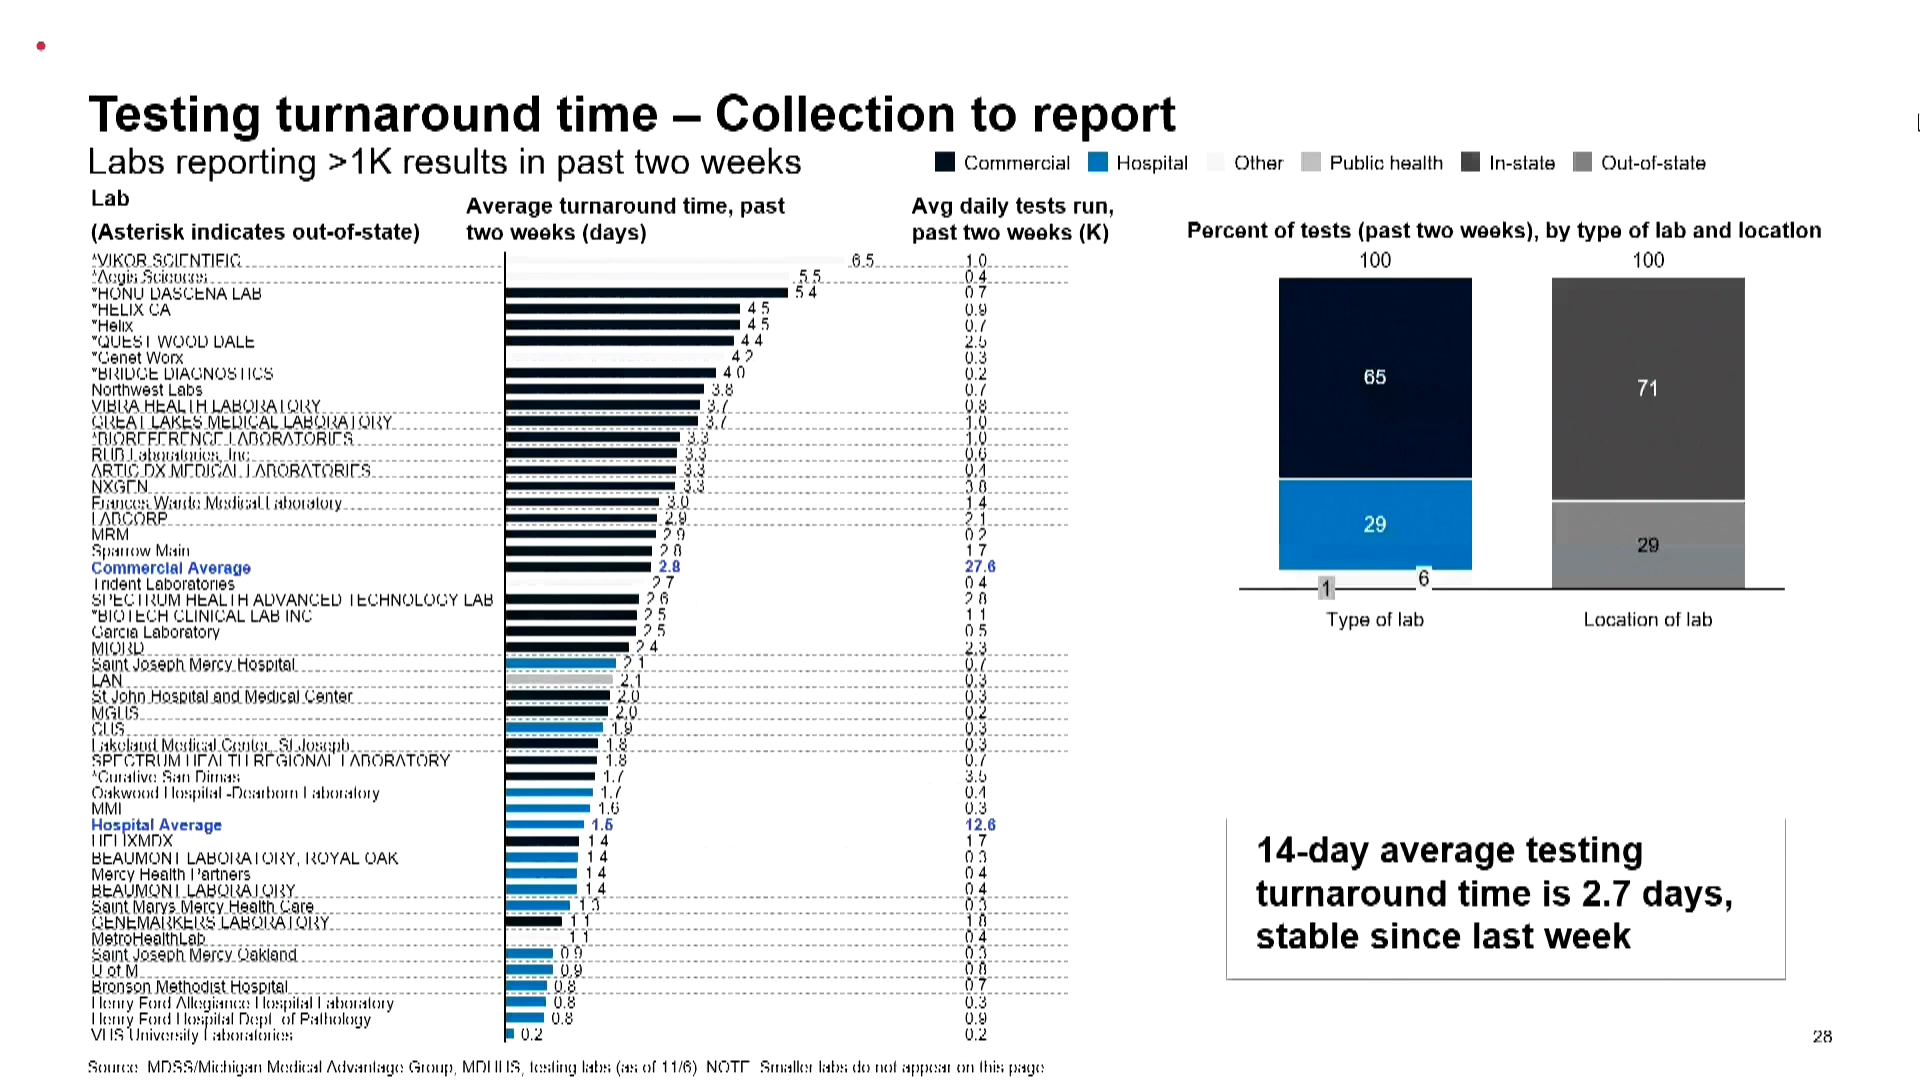 Testing turnaround time – Collection to report
Labs reporting >1K results in past two weeks
Commercial Hospital Other Public health In-state Out-of-state
Lab
(Asterisk indicates out-of-state)
Average turnaround time, past
two weeks (days)
Avg daily tests run,
past two weeks (K)
*VIKOR SCIENTIFIC 6.5 1.0
*Aegis Sciences 5.5 0.4
*HONU DASCENA LAB 5.4 0.7
*HELIX CA 4.5 0.9
*Helix 4.5 0.7
*QUEST WOOD DALE 4.4 2.5
*Genet Worx 4.2 0.3
*BRIDGE DIAGNOSTICS 4.0 0.2
Northwest Labs 3.8 0.7
VIBRA HEALTH LABORATORY 3.7 0.8
GREAT LAKES MEDICAL LABORATORY 3.7 1.0
*BIOREFERENCE LABORATORIES 3.3 1.0
Laboratories, Inc 3.3 0.6
ARTIC DX MEDICAL LABORATORIES 3.3
NXGEN 3.3 3.8
Frances Warde Medical Laboratory 3.0 1.4
LABCORP 2.9 2.1
MRM 2.9 0.2
Sparrow Main 2.8 1.7
Commercial Average 2.8 27.6
Trident Laboratories 2.7 0.4
SPECTRUM HEALTH ADVANCED TECHNOLOGY LAB 2.6 2.8
*BIOTECH CLINICAL LAB INC 2.5 1.1
Garcia Laboratory 2.5 0.5
2.4 2.3
Saint Joseph Mercy Hospital 2.1 0.7
LAN 2.1 0.3
St John Hospital and Medical Center 2.0 0.3
2.0 0.2
1.9 0.3
Lakeland Medical Center, St Joseph 1.8 0.3
SPECTRUM HEALTH REGIONAL LABORATORY 1.8 0.7
*Curative San Dimas 1.7 3.5
Oakwood Hospital -Dearborn Laboratory 1.7 0.4
MMI 1.6 0.3
Hospital Average 1.5 12.6
HELIXMDX 1.4 1.7
BEAUMONT LABORATORY, ROYAL OAK 1.4 0.3
Mercy Health Partners 1.4 0.4
BEAUMONT LABORATORY 1.4 0.4
Saint Marys Mercy Health Care 1.3 0.3
GENEMARKERS LABORATORY 1.1 1.8
MetroHealthLab 1.1 0.4
Saint Joseph Mercy Oakland 0.9 0.3
U of M 0.9 0.8
Bronson Methodist Hospital 0.8 0.7
Henry Ford Allegiance Hospital Laboratory 0.8 0.3
Henry Ford Hospital Dept. of Pathology 0.8 0.9
University Laboratories 0.2 0.2
Percent of tests (past two weeks), by type of lab and location
100 100
65 71
29 29
1 6
Type of lab Location of lab
14-day average testing
turnaround time is 2.7 days,
stable since last week
28
Source: MDSS/Michigan Medical Advantage Group, MDHHS, testing labs (as of 11/6) NOTE: Smaller labs do not appear on this page